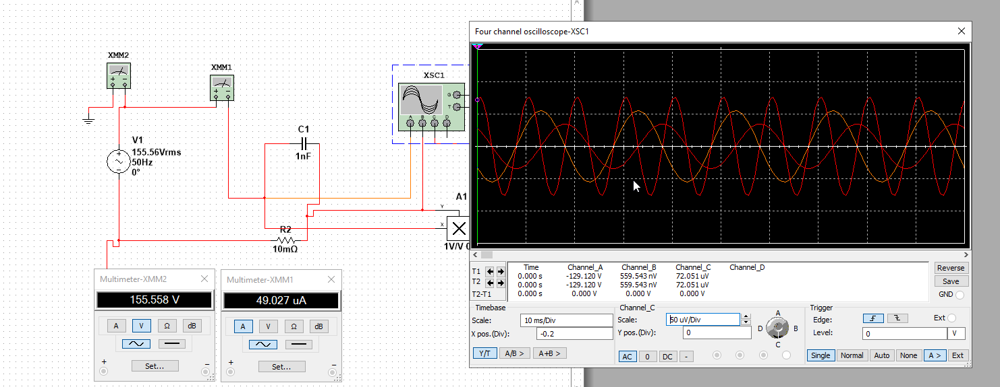 A
Four channel oscilloscope-XSC1
XMM2
XMM1
XSC1
G
T
A B C D
C1
1nF
V1
155.56Vrms
50Hz
0°
A1
Y
X
R2
10mΩ
1V/V 0
Multimeter-XMM2
155.558 V
A V Ω dB
Set...
+ -
Multimeter-XMM1
49.027 uA
A V Ω dB
Set...
+ -
T1
T2
T2-T1
Time Channel_A Channel_B Channel_C Channel_D
0.000 s -129.120 V 559.543 nV 72.051 uV
0.000 s -129.120 V 559.543 nV 72.051 uV
0.000 s 0.000 V 0.000 V 0.000 V
Reverse
Save
GND
Timebase
Scale: 10 ms/Div
X pos.(Div): -0.2
Y/T A/B > A+B >
Channel_C
Scale: 50 uV/Div
Y pos.(Div): 0
AC 0 DC -
A
D B
C
Trigger
Edge: Ext
Level: 0 V
Single Normal Auto None A > Ext